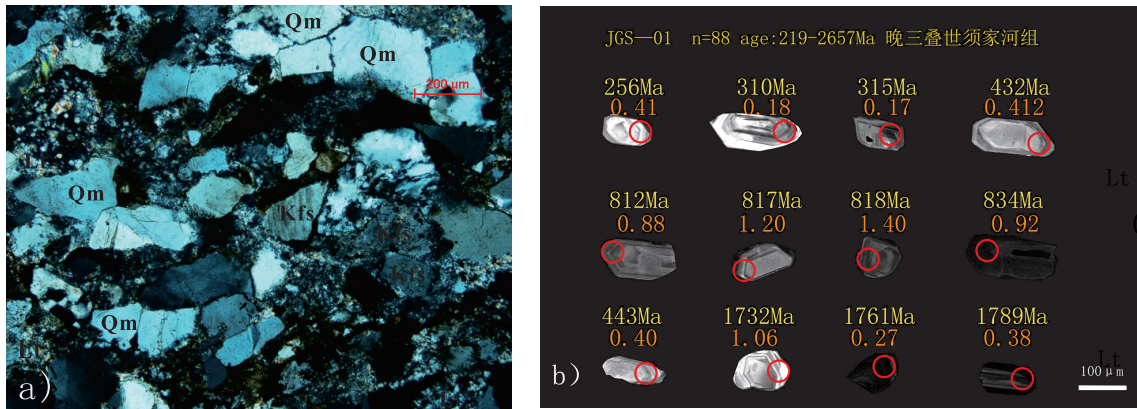 Qm
Qm
200 μm
Qm
Kfs
Kfs
Kfs
Qm
a)
JGS—01 n=88 age:219-2657Ma 晚三叠世须家河组
256Ma 310Ma 315Ma 432Ma
0.41 0.18 0.17 0.412
Lt
812Ma 817Ma 818Ma 834Ma
0.88 1.20 1.40 0.92
443Ma 1732Ma 1761Ma 1789Ma
0.40 1.06 0.27 0.38
Lt
b)
100μm